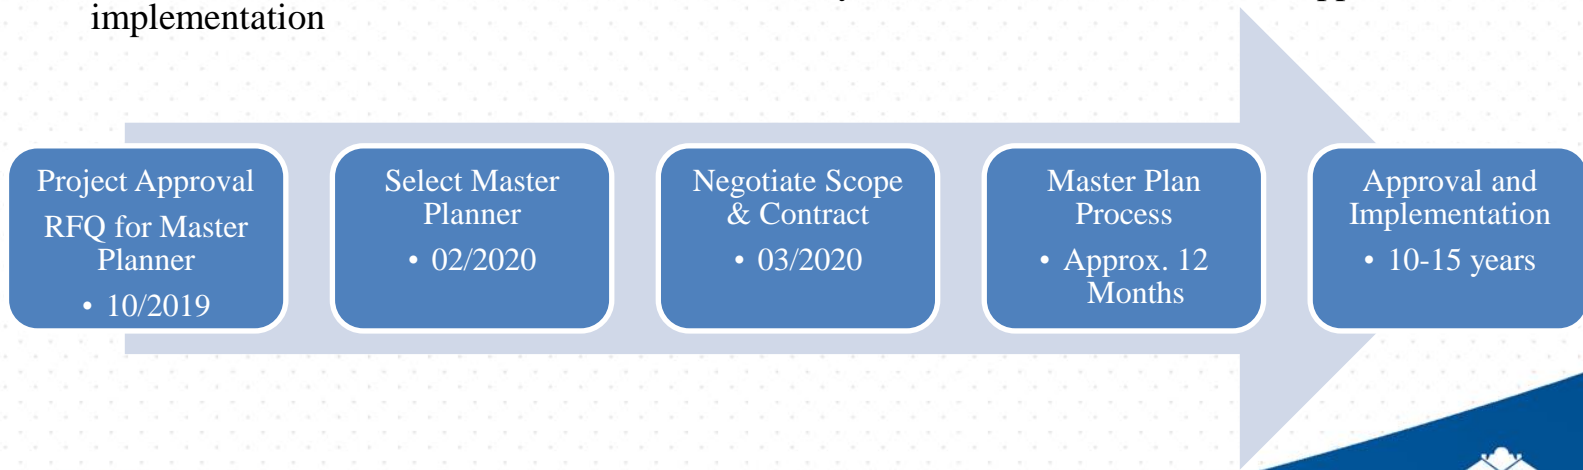 implementation
Project Approval
RFQ for Master
Planner
• 10/2019
Select Master
Planner
• 02/2020
Negotiate Scope
& Contract
• 03/2020
Master Plan
Process
• Approx. 12
Months
Approval and
Implementation
• 10-15 years